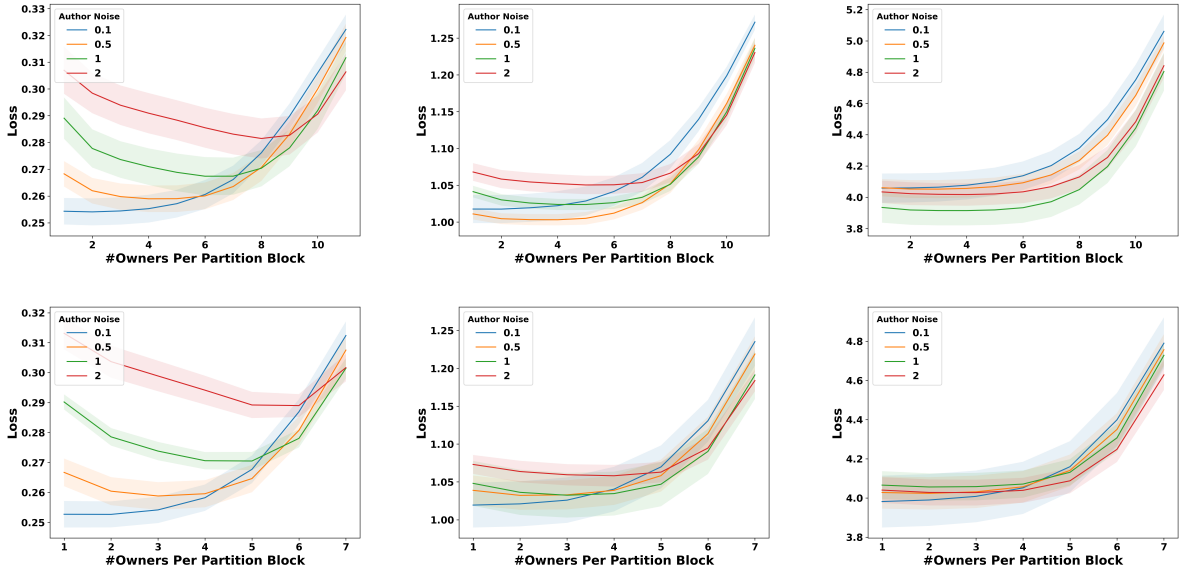 0.33
0.32
0.31
0.30
0.29
0.28
0.27
0.26
0.25
Loss
Author Noise
0.1
0.5
1
2
2 4 6 8 10
#Owners Per Partition Block
1.25
1.20
1.15
1.10
1.05
1.00
Loss
Author Noise
0.1
0.5
1
2
2 4 6 8 10
#Owners Per Partition Block
5.2
5.0
4.8
4.6
4.4
4.2
4.0
3.8
Loss
Author Noise
0.1
0.5
1
2
2 4 6 8 10
#Owners Per Partition Block
0.32
0.31
0.30
0.29
0.28
0.27
0.26
0.25
Loss
Author Noise
0.1
0.5
1
2
1 2 3 4 5 6 7
#Owners Per Partition Block
1.25
1.20
1.15
1.10
1.05
1.00
Loss
Author Noise
0.1
0.5
1
2
1 2 3 4 5 6 7
#Owners Per Partition Block
4.8
4.6
4.4
4.2
4.0
3.8
Loss
Author Noise
0.1
0.5
1
2
1 2 3 4 5 6 7
#Owners Per Partition Block